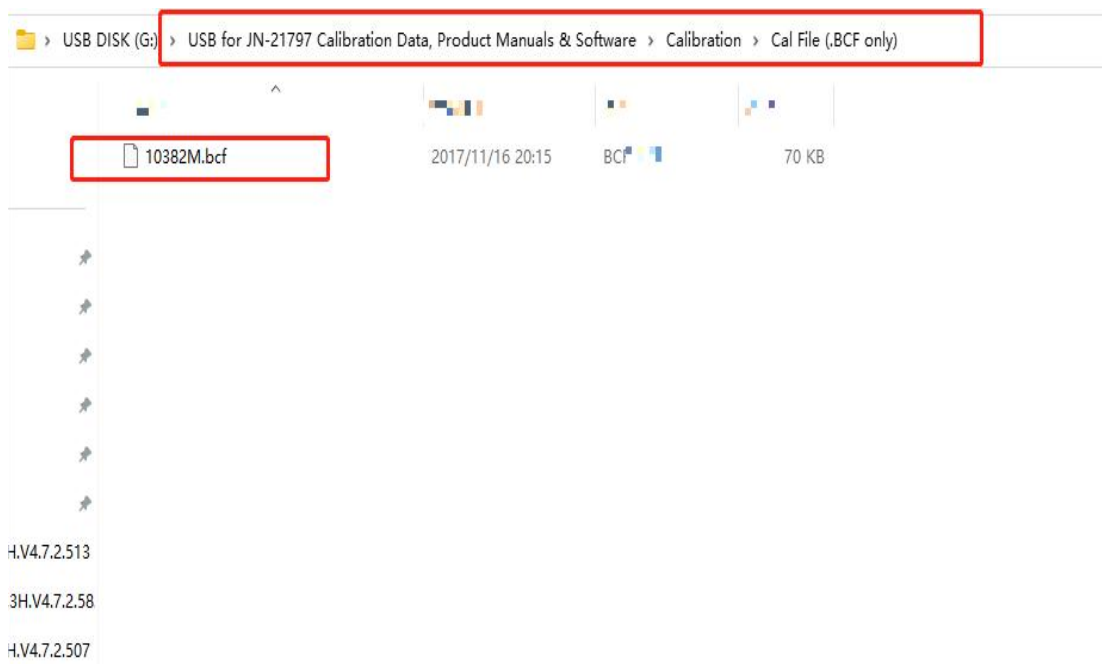 USB DISK (G:) › USB for JN-21797 Calibration Data, Product Manuals & Software › Calibration › Cal File (.BCF only)
10382M.bcf 2017/11/16 20:15 70 KB
H.V4.7.2.513
3H.V4.7.2.58
H.V4.7.2.507